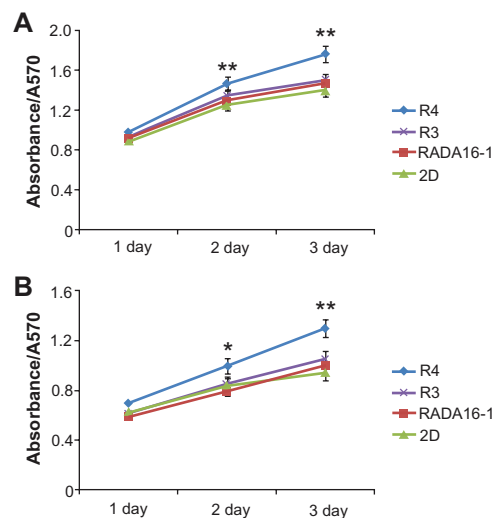 A
Absorbance/A570
2.0
1.6
1.2
0.8
0.4
0
**
**
1 day
2 day
3 day
R4
R3
RADA16-1
2D
B
Absorbance/A570
1.6
1.2
0.8
0.4
0
*
**
1 day
2 day
3 day
R4
R3
RADA16-1
2D